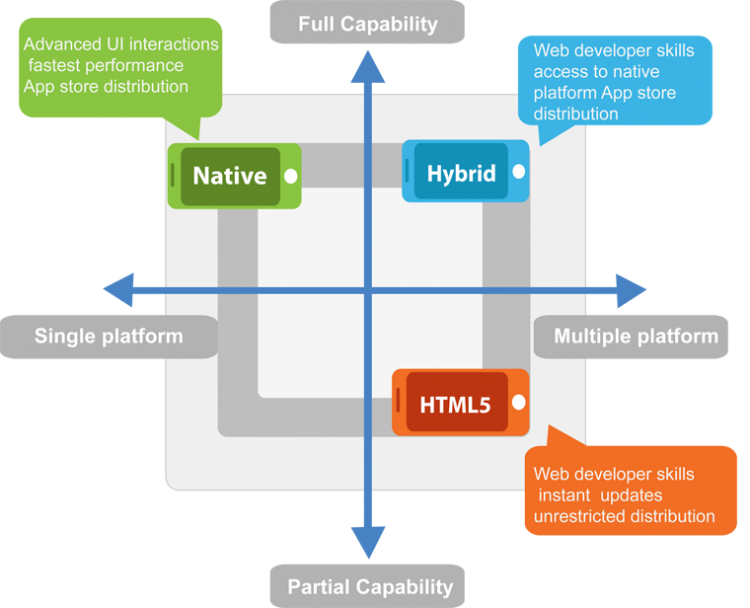 Full Capability
Advanced UI interactions
fastest performance
App store distribution
Web developer skills
access to native
platform App store
distribution
Native
Hybrid
Single platform
Multiple platform
HTML5
Web developer skills
instant updates
unrestricted distribution
Partial Capability